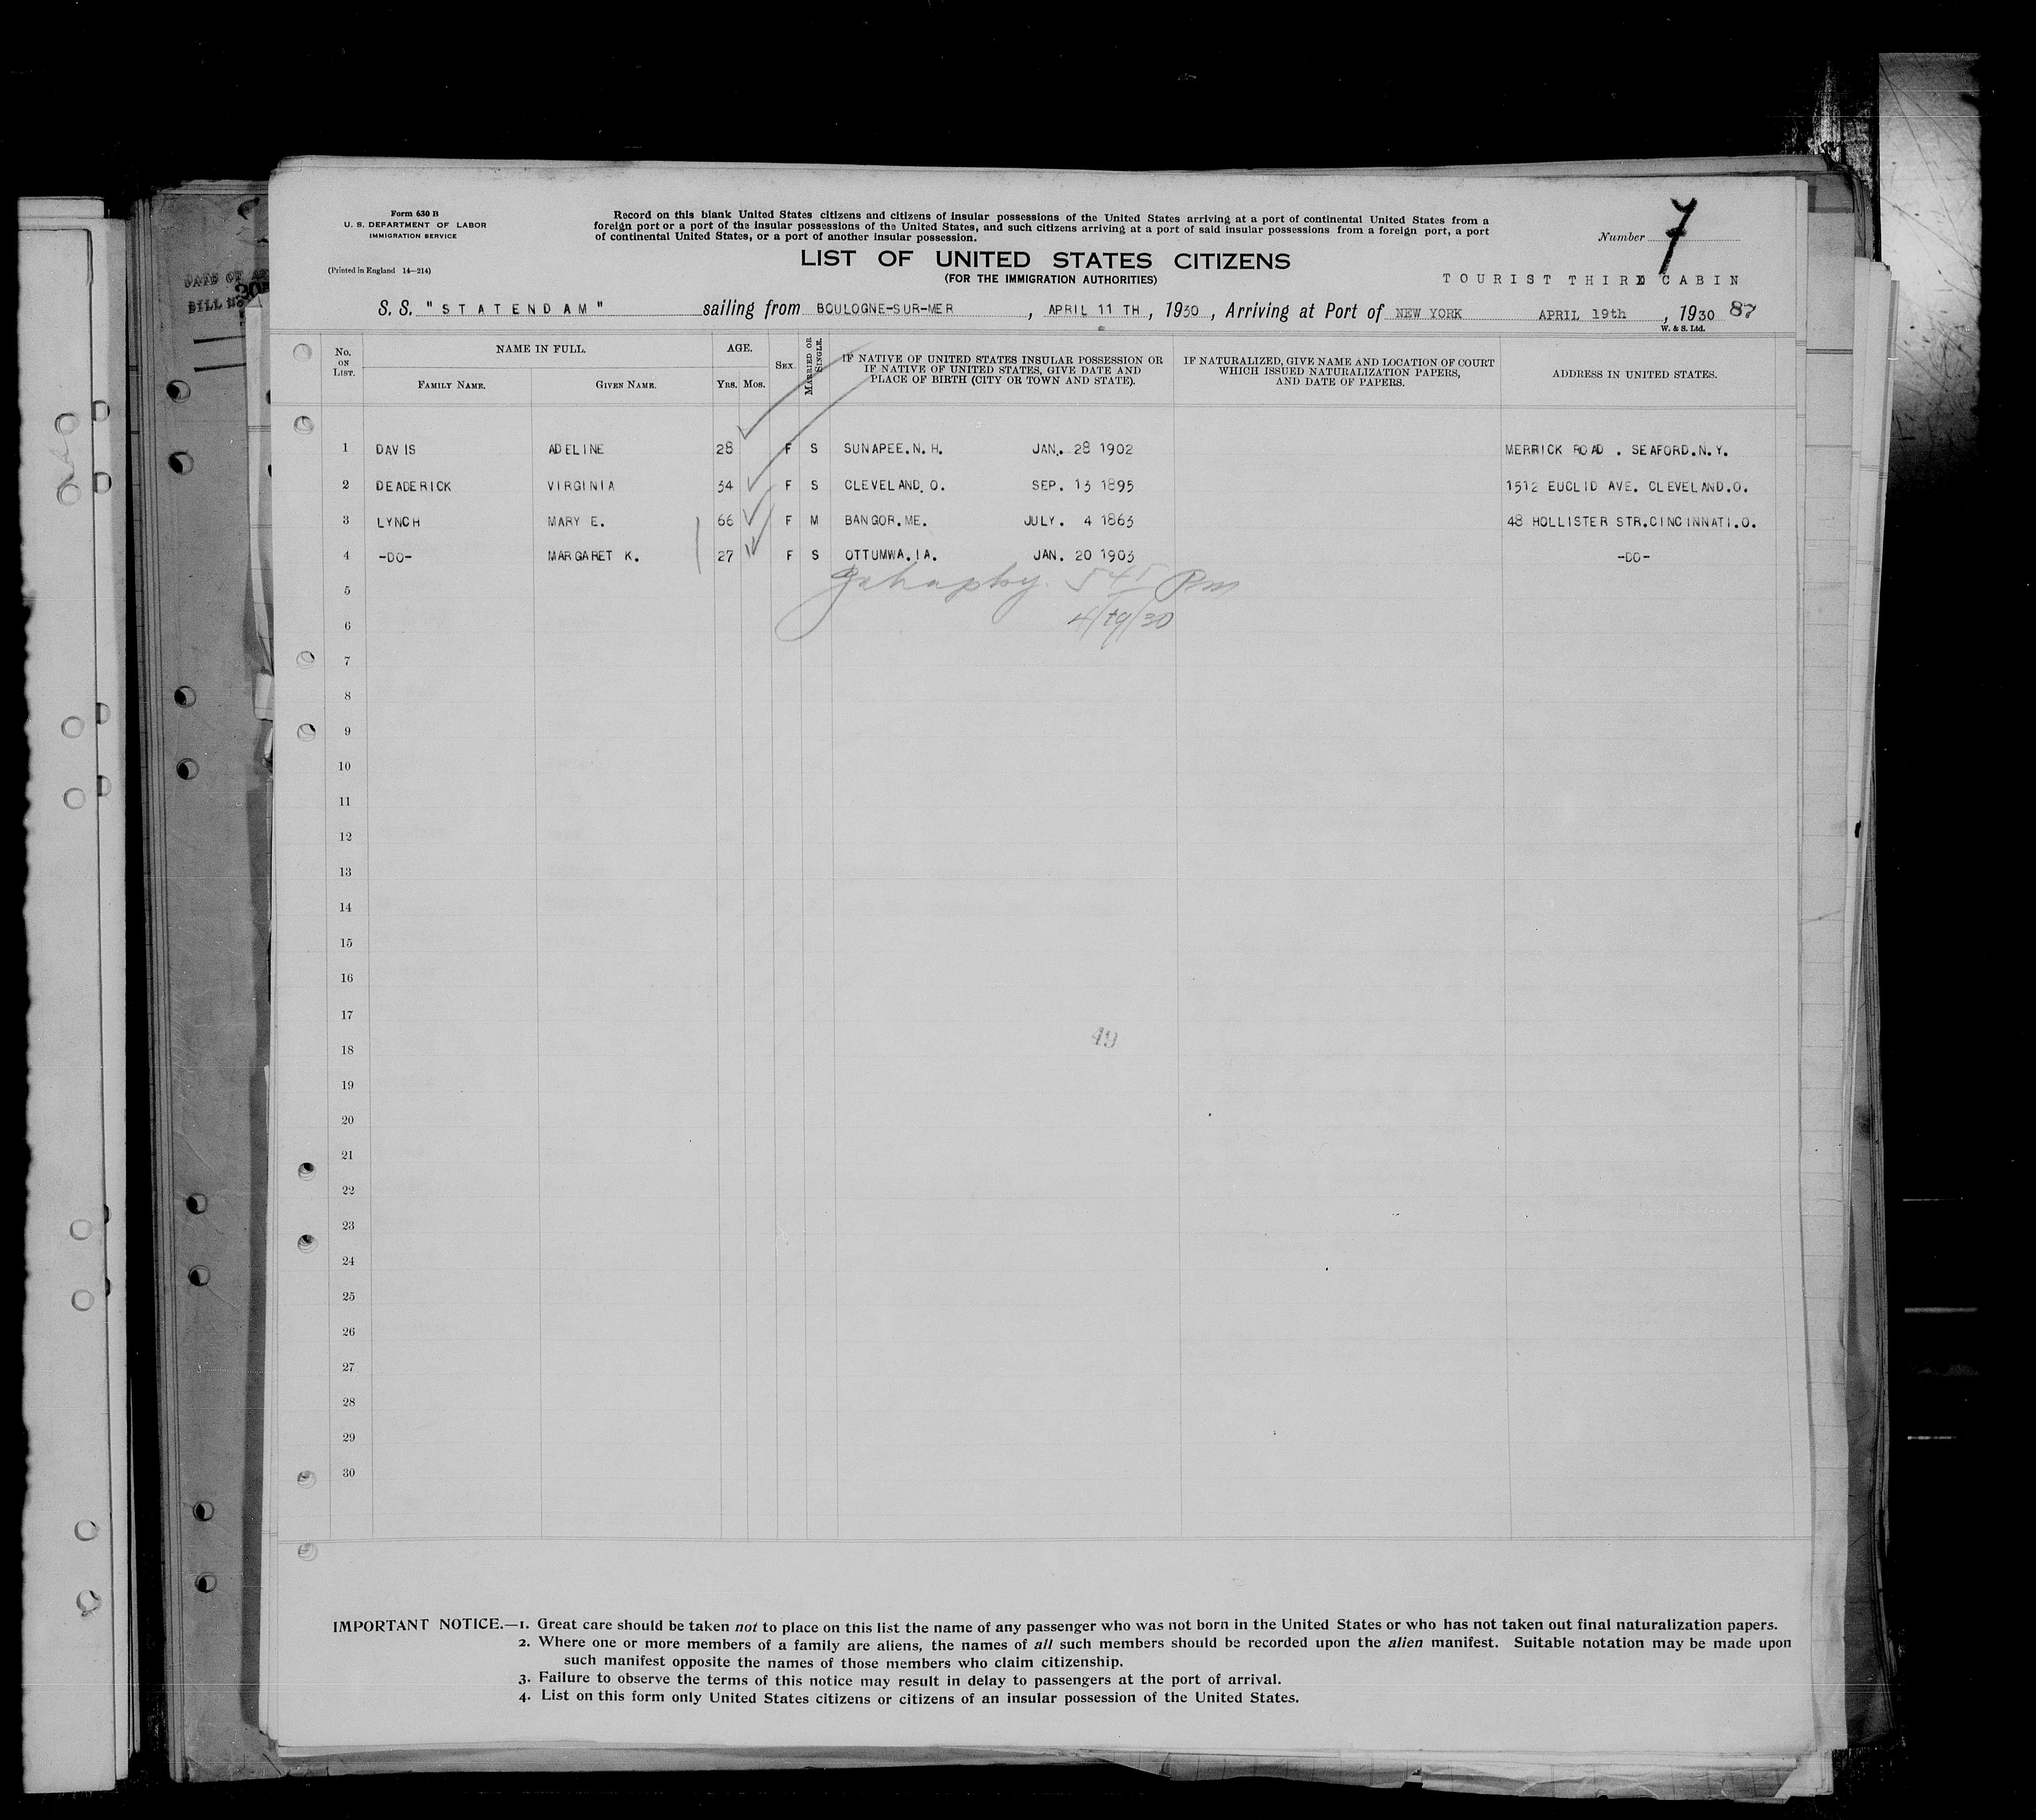 Form 630 B
U. S. DEPARTMENT OF LABOR
IMMIGRATION SERVICE
(Printed in England 14—214)
Record on this blank United States citizens and citizens of insular possessions of the United States arriving at a port of continental United States from a
foreign port or a port of the insular possessions of the United States, and such citizens arriving at a port of said insular possessions from a foreign port, a port
of continental United States, or a port of another insular possession.
LIST OF UNITED STATES CITIZENS
(FOR THE IMMIGRATION AUTHORITIES)
Number 7
TOURIST THIRD CABIN
S. S. "STATENDAM" sailing from BOULOGNE-SUR-MER, APRIL 11 TH, 1930, Arriving at Port of NEW YORK APRIL 19th, 1930 87
W. & S. Ltd.
No. ON LIST.
NAME IN FULL.
FAMILY NAME. GIVEN NAME.
AGE.
Yrs. Mos.
SEX.
MARRIED OR SINGLE.
IF NATIVE OF UNITED STATES INSULAR POSSESSION OR
IF NATIVE OF UNITED STATES, GIVE DATE AND
PLACE OF BIRTH (CITY OR TOWN AND STATE).
IF NATURALIZED, GIVE NAME AND LOCATION OF COURT
WHICH ISSUED NATURALIZATION PAPERS,
AND DATE OF PAPERS.
ADDRESS IN UNITED STATES.
1 DAVIS ADELINE 28 F S SUNAPEE.N.H. JAN. 28 1902 MERRICK ROAD . SEAFORD.N.Y.
2 DEADERICK VIRGINIA 34 F S CLEVELAND.O. SEP. 13 1895 1512 EUCLID AVE. CLEVELAND.O.
3 LYNCH MARY E. 66 F M BANGOR.ME. JULY. 4 1863 48 HOLLISTER STR.CINCINNATI.O.
4 -DO- MARGARET K. 27 F S OTTUMWA.IA. JAN. 20 1903 -DO-
5 545 Pm
6 4/19/30
7
8
9
10
11
12
13
14
15
16
17
49
18
19
20
21
22
23
24
25
26
27
28
29
30
IMPORTANT NOTICE.—1. Great care should be taken not to place on this list the name of any passenger who was not born in the United States or who has not taken out final naturalization papers.
2. Where one or more members of a family are aliens, the names of all such members should be recorded upon the alien manifest. Suitable notation may be made upon
such manifest opposite the names of those members who claim citizenship.
3. Failure to observe the terms of this notice may result in delay to passengers at the port of arrival.
4. List on this form only United States citizens or citizens of an insular possession of the United States.